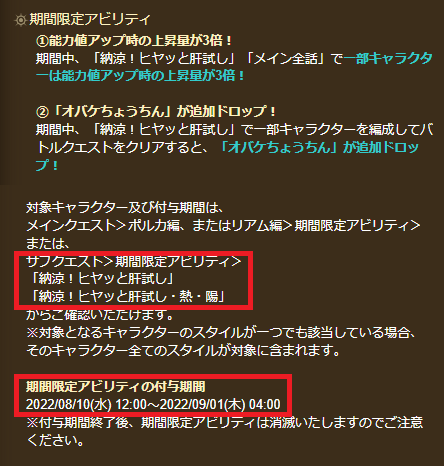 期間限定アビリティ
①能力値アップ時の上昇量が3倍！
期間中、「納涼！ヒヤッと肝試し」「メイン全話」で一部キャラクタ
ーは能力値アップ時の上昇量が3倍！
②「オバケちょうちん」が追加ドロップ！
期間中、「納涼！ヒヤッと肝試し」で一部キャラクターを編成してバ
トルクエストをクリアすると、「オバケちょうちん」が追加ドロッ
プ！
対象キャラクター及び付与期間は、
メインクエスト＞ポルカ編、またはリアム編＞期間限定アビリティ＞
または、
サブクエスト＞期間限定アビリティ＞
「納涼！ヒヤッと肝試し」
「納涼！ヒヤッと肝試し・熱・陽」
からご確認いただけます。
※対象となるキャラクターのスタイルが一つでも該当している場合、
そのキャラクター全てのスタイルが対象に含まれます。
期間限定アビリティの付与期間
2022/08/10(水) 12:00～2022/09/01(木) 04:00
※付与期間終了後、期間限定アビリティは消滅いたしますのでご注意
ください。